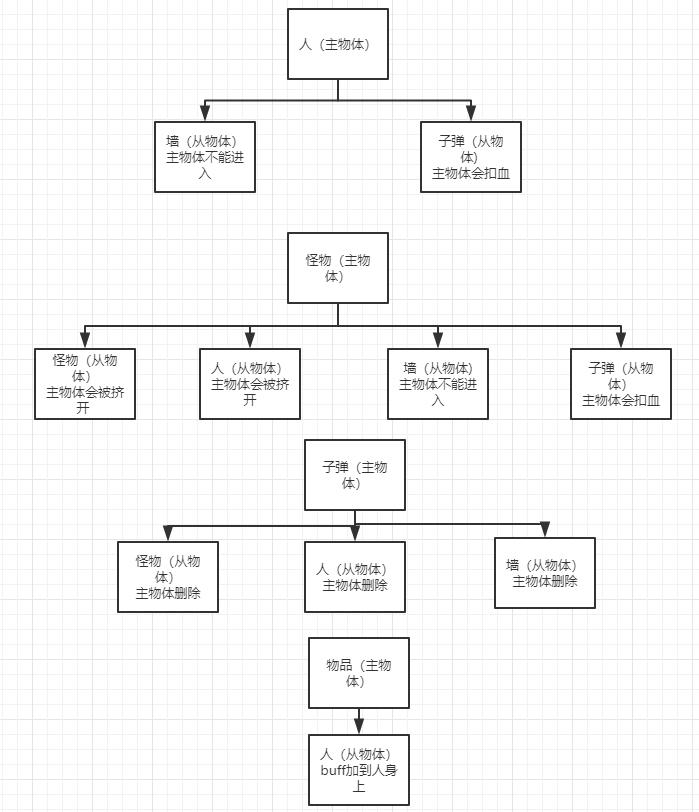 人（主物体）
墙（从物体）
主物体不能进
入
子弹（从物
体）
主物体会扣血
怪物（主物
体）
怪物（从物
体）
主物体会被挤
开
人（从物体）
主物体会被挤
开
墙（从物体）
主物体不能进
入
子弹（从物
体）
主物体会扣血
子弹（主物
体）
怪物（从物
体）
主物体删除
人（从物体）
主物体删除
墙（从物体）
主物体删除
物品（主物
体）
人（从物体）
buff加到人身
上